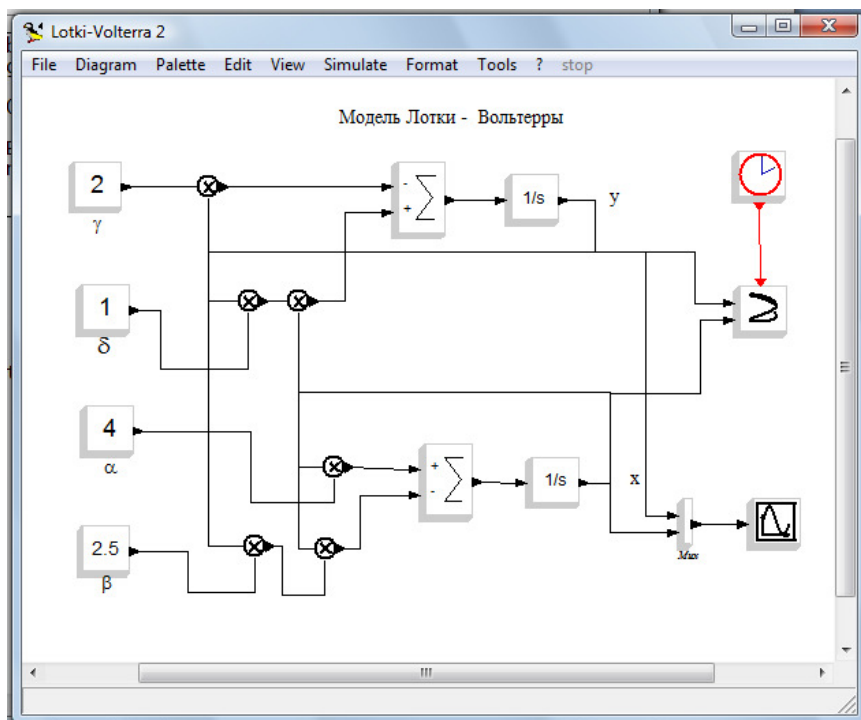 Lotki-Volterra 2
File Diagram Palette Edit View Simulate Format Tools ? stop
Модель Лотки - Вольтерры
2
γ
- +
Σ
1/s
y
1
δ
4
α
+ -
Σ
1/s
x
2.5
β
Mux